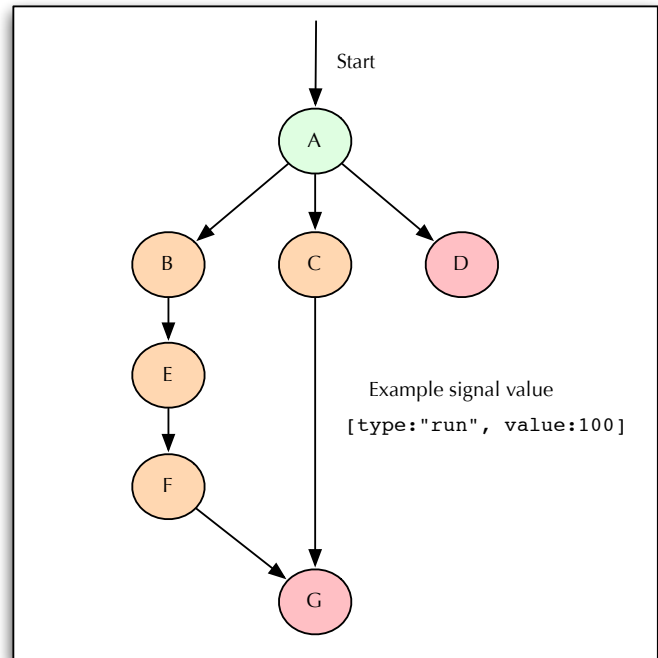 Start
A
B
C
D
E
Example signal value
[type:"run", value:100]
F
G